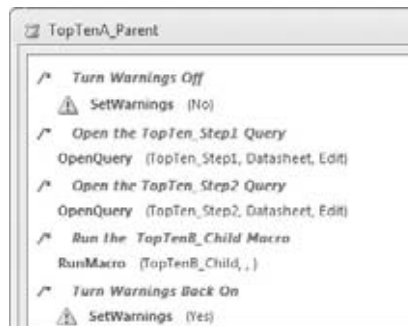 TopTenA_Parent
/* Turn Warnings Off
SetWarnings (No)
/* Open the TopTen_Step1 Query
OpenQuery (TopTen_Step1, Datasheet, Edit)
/* Open the TopTen_Step2 Query
OpenQuery (TopTen_Step2, Datasheet, Edit)
/* Run the TopTenB_Child Macro
RunMacro (TopTenB_Child, , )
/* Turn Warnings Back On
SetWarnings (Yes)